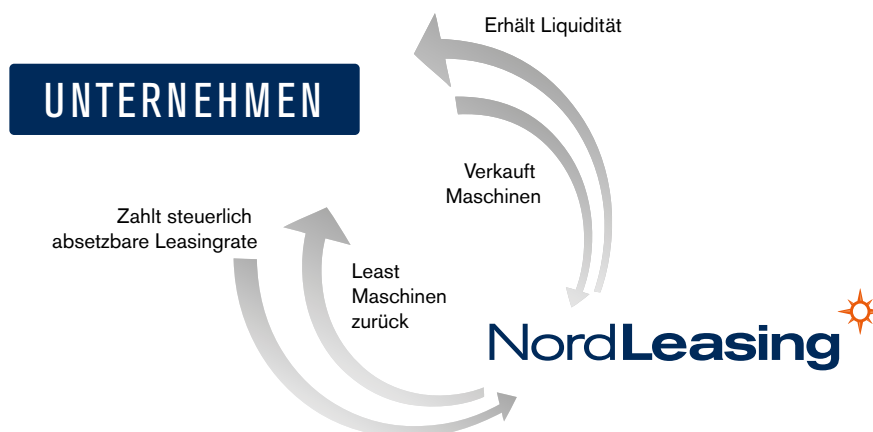 Erhält Liquidität
UNTERNEHMEN
Verkauft
Maschinen
Zahlt steuerlich
absetzbare Leasingrate
Least
Maschinen
zurück
NordLeasing